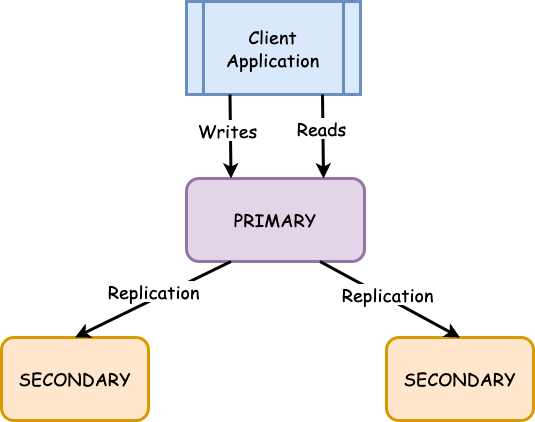 Client
Application
Writes
Reads
PRIMARY
Replication
Replication
SECONDARY
SECONDARY